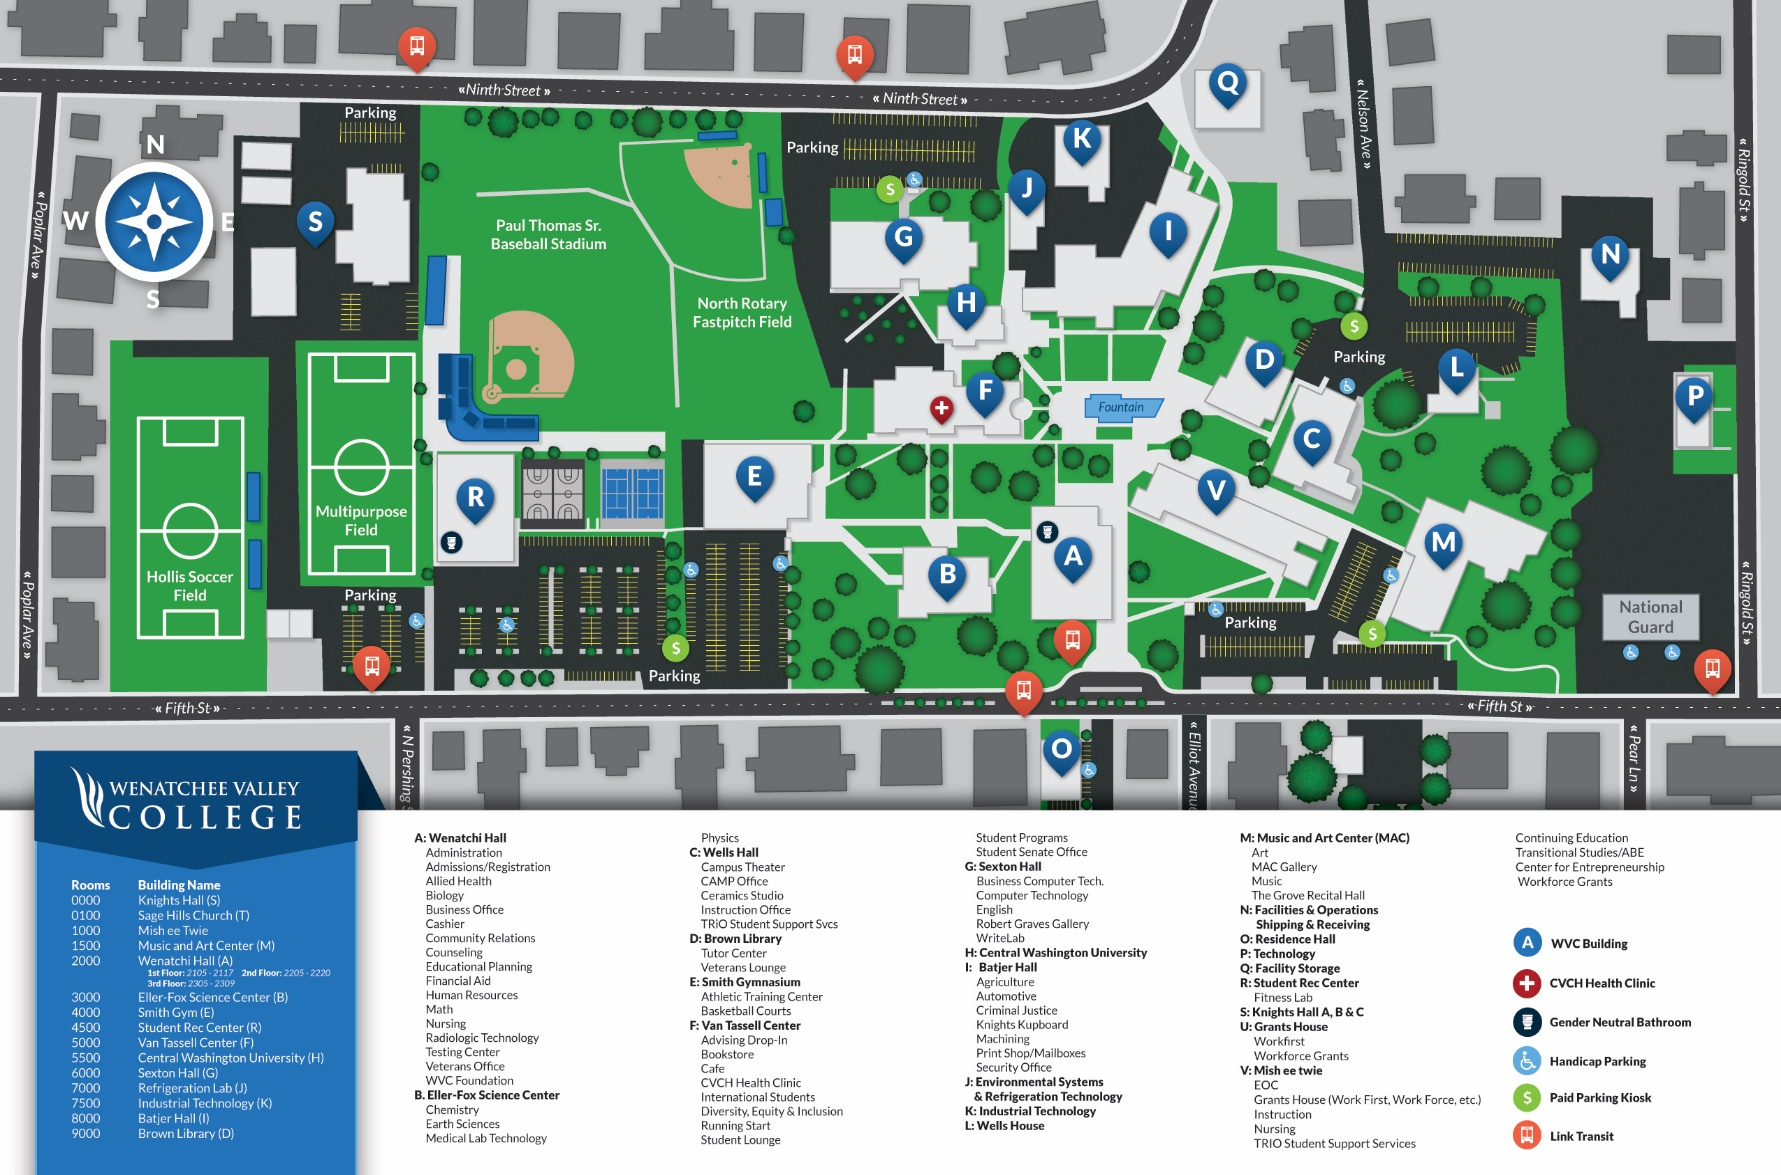 «Ninth Street»
«Ninth Street»
Q
« Nelson Ave »
« Ringold St »
Parking
K
Parking
N
W
E
S
S
« Poplar Ave »
Paul Thomas Sr.
Baseball Stadium
$
J
G
I
N
H
North Rotary
Fastpitch Field
$
Parking
D
L
P
F
Fountain
C
E
V
R
Multipurpose
Field
A
M
B
Hollis Soccer
Field
« Poplar Ave »
Parking
« Ringold St »
National
Guard
Parking
$
$
Parking
« Fifth St »
« Fifth St »
« N Pershing S
O
« Elliot Avenue
« Pear Ln »
WENATCHEE VALLEY
COLLEGE
Rooms Building Name
0000 Knights Hall (S)
0100 Sage Hills Church (T)
1000 Mish ee Twie
1500 Music and Art Center (M)
2000 Wenatchi Hall (A)
1st Floor: 2105 - 2117 2nd Floor: 2205 - 2220
3rd Floor: 2305 - 2309
3000 Eller-Fox Science Center (B)
4000 Smith Gym (E)
4500 Student Rec Center (R)
5000 Van Tassell Center (F)
5500 Central Washington University (H)
6000 Sexton Hall (G)
7000 Refrigeration Lab (J)
7500 Industrial Technology (K)
8000 Batjer Hall (I)
9000 Brown Library (D)
A: Wenatchi Hall
Administration
Admissions/Registration
Allied Health
Biology
Business Office
Cashier
Community Relations
Counseling
Educational Planning
Financial Aid
Human Resources
Math
Nursing
Radiologic Technology
Testing Center
Veterans Office
WVC Foundation
B. Eller-Fox Science Center
Chemistry
Earth Sciences
Medical Lab Technology
Physics
C: Wells Hall
Campus Theater
CAMP Office
Ceramics Studio
Instruction Office
TRiO Student Support Svcs
D: Brown Library
Tutor Center
Veterans Lounge
E: Smith Gymnasium
Athletic Training Center
Basketball Courts
F: Van Tassell Center
Advising Drop-In
Bookstore
Cafe
CVCH Health Clinic
International Students
Diversity, Equity & Inclusion
Running Start
Student Lounge
Student Programs
Student Senate Office
G: Sexton Hall
Business Computer Tech.
Computer Technology
English
Robert Graves Gallery
WriteLab
H: Central Washington University
I: Batjer Hall
Agriculture
Automotive
Criminal Justice
Knights Kupboard
Machining
Print Shop/Mailboxes
Security Office
J: Environmental Systems
& Refrigeration Technology
K: Industrial Technology
L: Wells House
M: Music and Art Center (MAC)
Art
MAC Gallery
Music
The Grove Recital Hall
N: Facilities & Operations
Shipping & Receiving
O: Residence Hall
P: Technology
Q: Facility Storage
R: Student Rec Center
Fitness Lab
S: Knights Hall A, B & C
U: Grants House
Workfirst
Workforce Grants
V: Mish ee twie
EOC
Grants House (Work First, Work Force, etc.)
Instruction
Nursing
TRIO Student Support Services
Continuing Education
Transitional Studies/ABE
Center for Entrepreneurship
Workforce Grants
A WVC Building
CVCH Health Clinic
Gender Neutral Bathroom
Handicap Parking
$ Paid Parking Kiosk
Link Transit